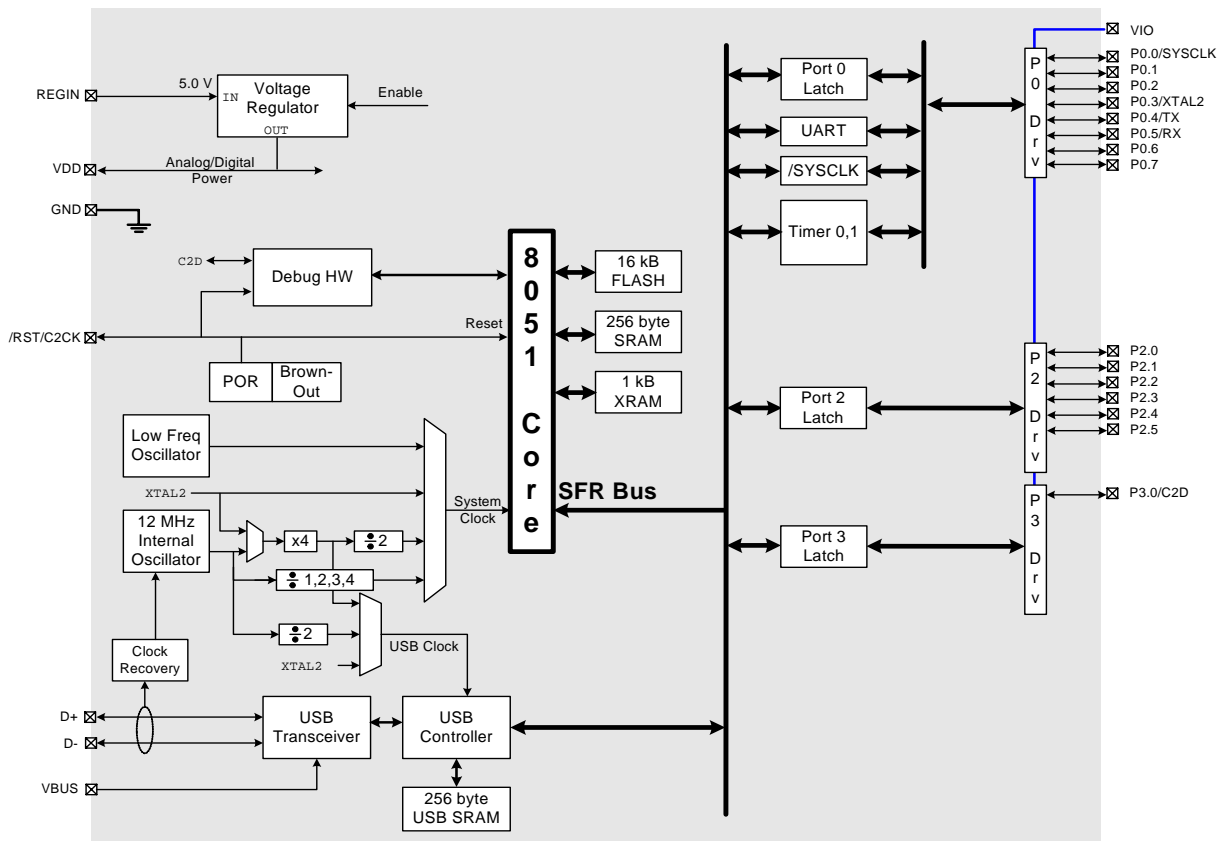 VIO
P0.0/SYSCLK
P0.1
P0.2
P0.3/XTAL2
P0.4/TX
P0.5/RX
P0.6
P0.7
P
0
D
r
v
Port 0
Latch
UART
/SYSCLK
Timer 0,1
REGIN
5.0 V
IN
Voltage
Regulator
OUT
Enable
VDD
Analog/Digital
Power
GND
C2D
Debug HW
/RST/C2CK
Reset
POR
Brown-
Out
8
0
5
1
C
o
r
e
16 kB
FLASH
256 byte
SRAM
1 kB
XRAM
SFR Bus
Low Freq
Oscillator
XTAL2
12 MHz
Internal
Oscillator
x4
÷2
÷ 1,2,3,4
÷2
XTAL2
System
Clock
USB Clock
Clock
Recovery
D+
D-
VBUS
USB
Transceiver
USB
Controller
256 byte
USB SRAM
Port 2
Latch
P
2
D
r
v
P2.0
P2.1
P2.2
P2.3
P2.4
P2.5
Port 3
Latch
P
3
D
r
v
P3.0/C2D